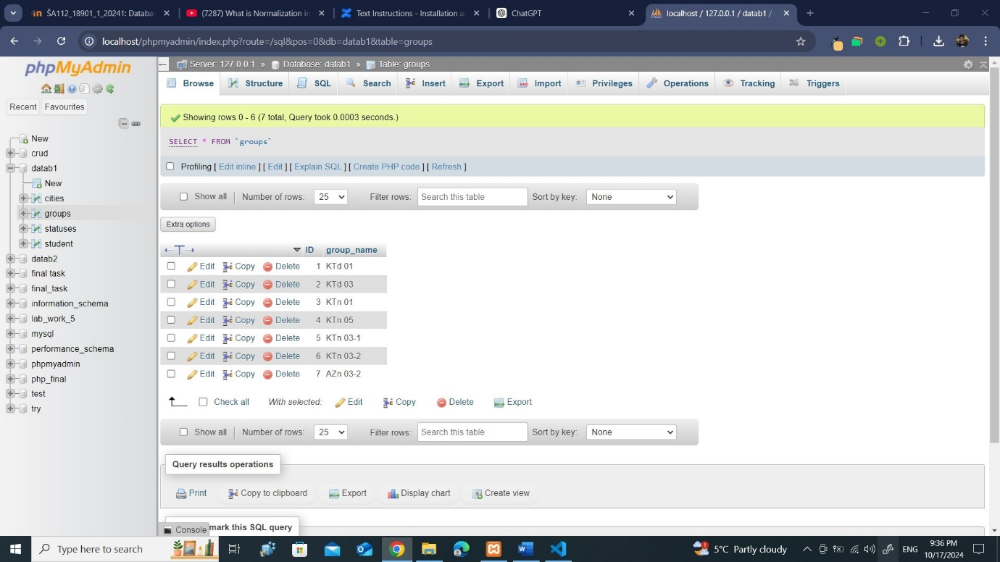 ŠA112_18901_1_20241: Databa
(7287) What is Normalization in
Text Instructions - Installation a
ChatGPT
localhost / 127.0.0.1 / datab1 /
localhost/phpmyadmin/index.php?route=/sql&pos=0&db=datab1&table=groups
phpMyAdmin
Recent Favourites
New
crud
datab1
New
cities
groups
statuses
student
datab2
final task
final_task
information_schema
lab_work_5
mysql
performance_schema
phpmyadmin
php_final
test
try
Server: 127.0.0.1 » Database: datab1 » Table: groups
Browse Structure SQL Search Insert Export Import Privileges Operations Tracking Triggers
Showing rows 0 - 6 (7 total, Query took 0.0003 seconds.)
SELECT * FROM `groups`
Profiling [ Edit inline ] [ Edit ] [ Explain SQL ] [ Create PHP code ] [ Refresh ]
Show all | Number of rows: 25 Filter rows: Search this table Sort by key: None
Extra options
←T→ ID group_name
Edit Copy Delete 1 KTd 01
Edit Copy Delete 2 KTd 03
Edit Copy Delete 3 KTn 01
Edit Copy Delete 4 KTn 05
Edit Copy Delete 5 KTn 03-1
Edit Copy Delete 6 KTn 03-2
Edit Copy Delete 7 AZn 03-2
Check all With selected: Edit Copy Delete Export
Show all | Number of rows: 25 Filter rows: Search this table Sort by key: None
Query results operations
Print Copy to clipboard Export Display chart Create view
Console mark this SQL query
Type here to search
5°C Partly cloudy
ENG
9:36 PM
10/17/2024